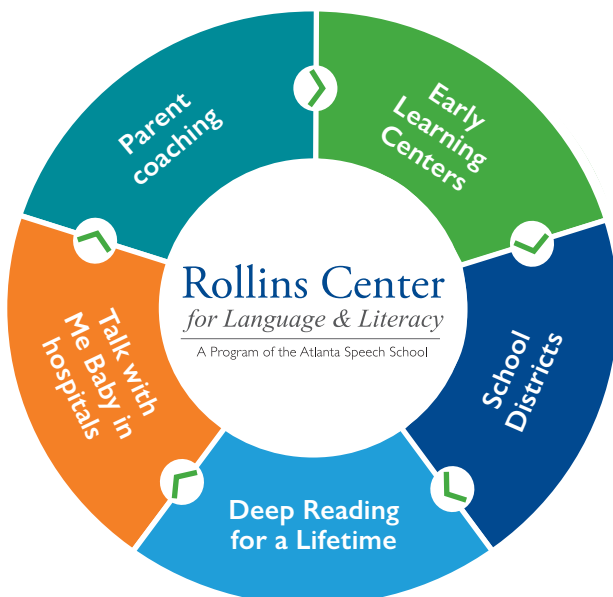 Parent
coaching
Early
Learning
Centers
School
Districts
Deep Reading
for a Lifetime
Talk with
Me Baby in
hospitals
Rollins Center
for Language & Literacy
A Program of the Atlanta Speech School